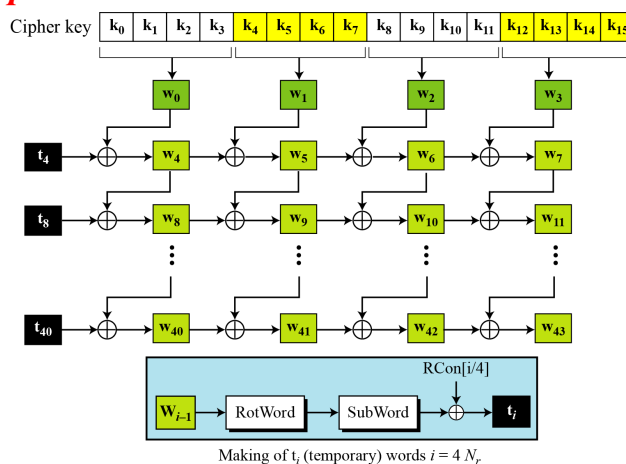 Cipher key k0 k1 k2 k3 k4 k5 k6 k7 k8 k9 k10 k11 k12 k13 k14 k15
w0 w1 w2 w3
t4 w4 w5 w6 w7
t8 w8 w9 w10 w11
t40 w40 w41 w42 w43
RCon[i/4]
Wi–1 RotWord SubWord ti
Making of ti (temporary) words i = 4 Nr